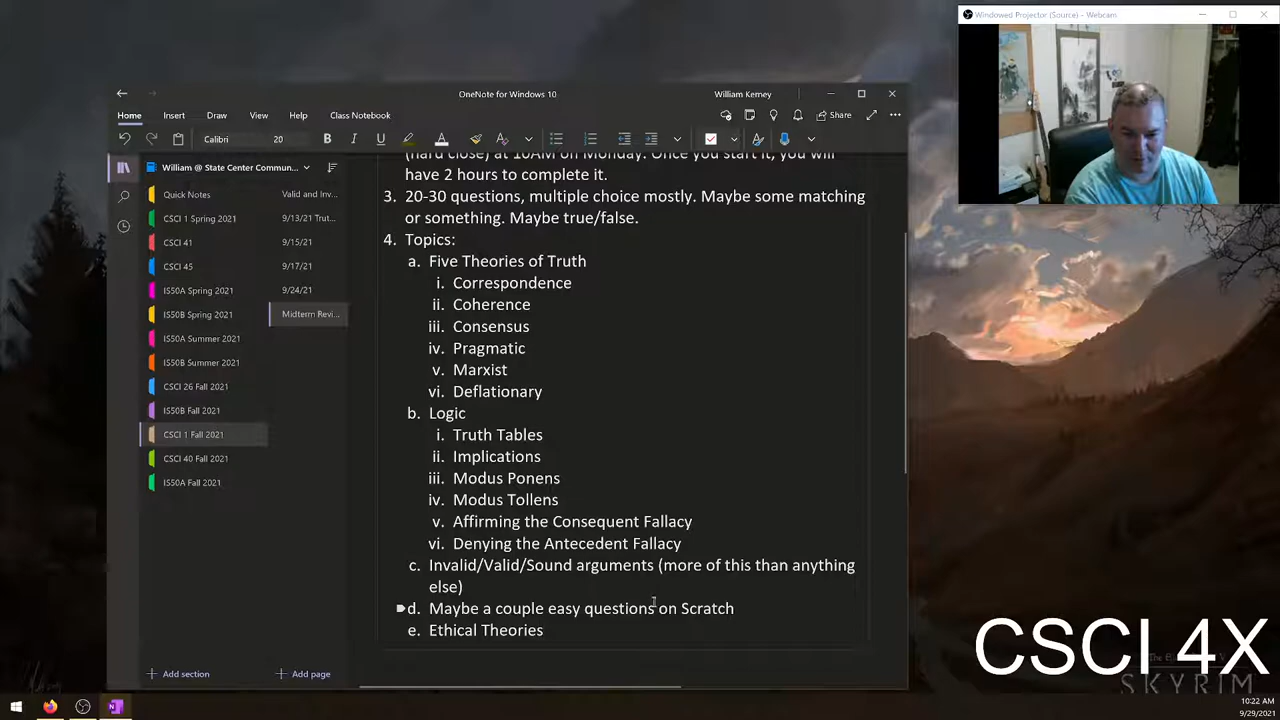 Windowed Projector (Source) - Webcam
OneNote for Windows 10
William Kerney
Home
Insert
Draw
View
Help
Class Notebook
Share
Calibri
20
B
I
U
A
William @ State Center Commun...
Quick Notes
CSCI 1 Spring 2021
CSCI 41
CSCI 45
IS50A Spring 2021
IS50B Spring 2021
IS50A Summer 2021
IS50B Summer 2021
CSCI 26 Fall 2021
IS50B Fall 2021
CSCI 1 Fall 2021
CSCI 40 Fall 2021
IS50A Fall 2021
Valid and Inv...
9/13/21 Trut...
9/15/21
9/17/21
9/24/21
Midterm Revi...
(hard close) at 10AM on Monday. Once you start it, you will
have 2 hours to complete it.
3. 20-30 questions, multiple choice mostly. Maybe some matching
or something. Maybe true/false.
4. Topics:
a. Five Theories of Truth
i. Correspondence
ii. Coherence
iii. Consensus
iv. Pragmatic
v. Marxist
vi. Deflationary
b. Logic
i. Truth Tables
ii. Implications
iii. Modus Ponens
iv. Modus Tollens
v. Affirming the Consequent Fallacy
vi. Denying the Antecedent Fallacy
c. Invalid/Valid/Sound arguments (more of this than anything
else)
d. Maybe a couple easy questions on Scratch
e. Ethical Theories
Add section
Add page
CSCI 4X
SKYRIM
10:22 AM
9/29/2021